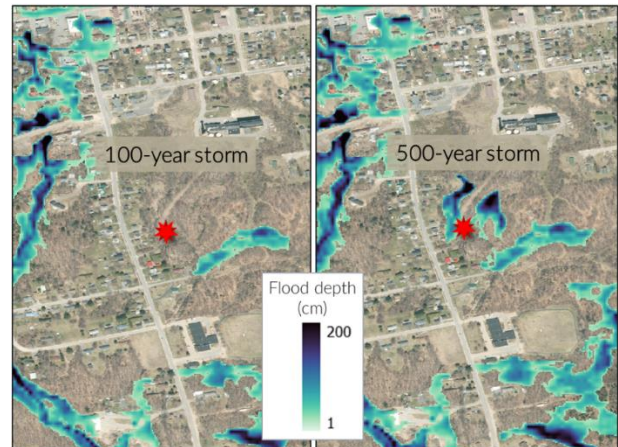 100-year storm
500-year storm
Flood depth
(cm)
200
1